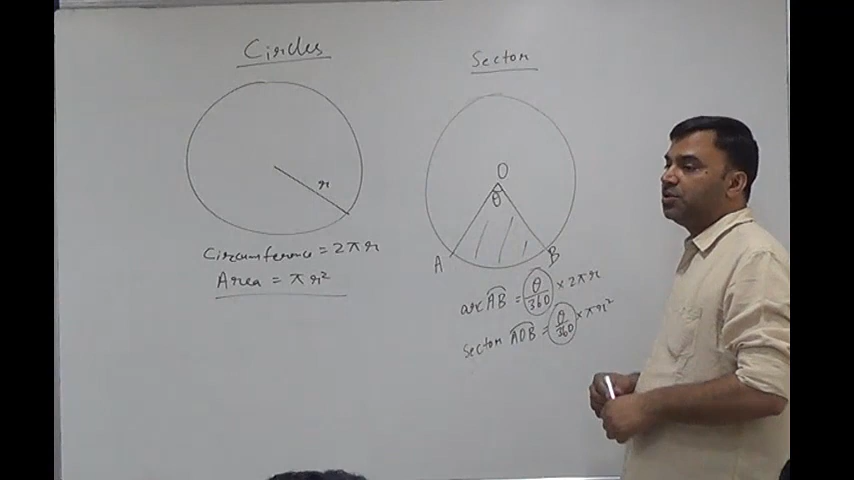 Circles
r
Circumference = 2πr
Area = πr²
Sector
O
θ
A
B
arc AB = θ/360 × 2πr
Sector AOB = θ/360 × πr²